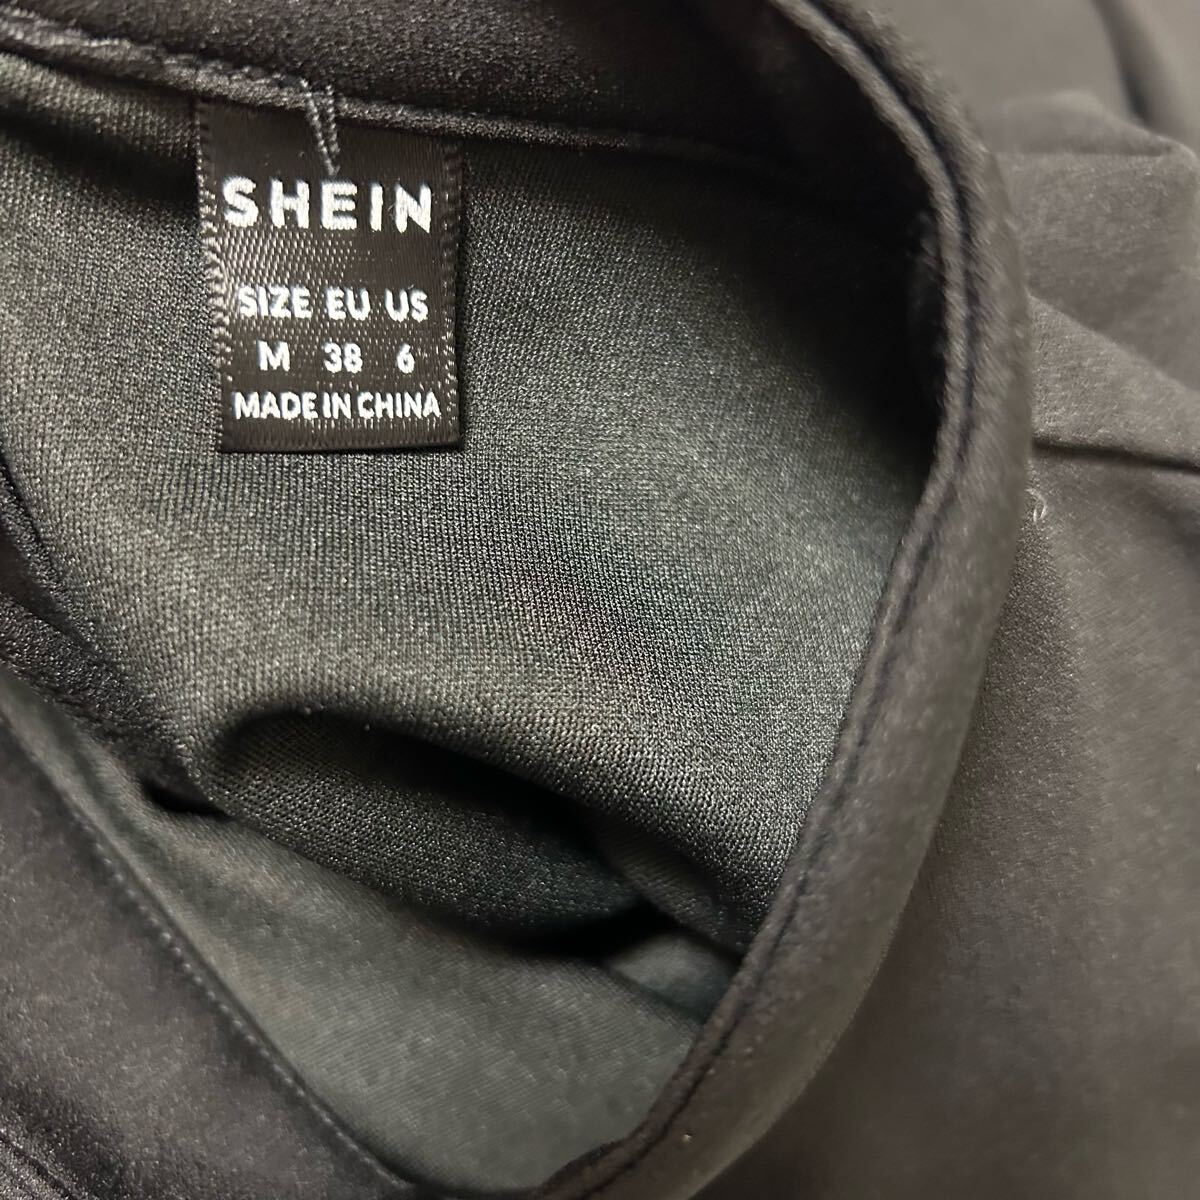 SHEIN
SIZE EU US
M 38 6
MADE IN CHINA